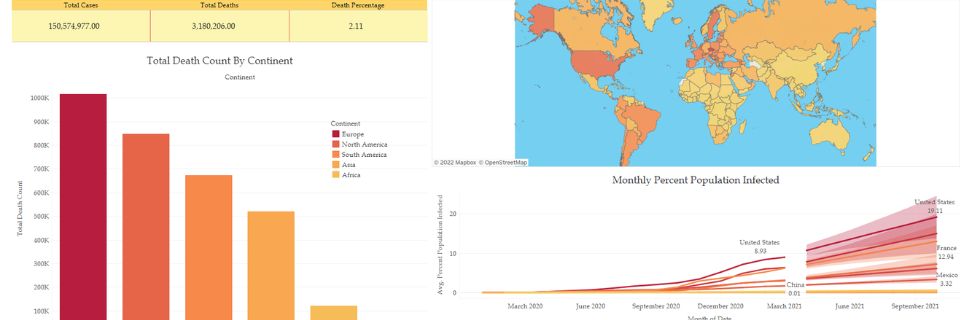 Total Cases
Total Deaths
Death Percentage
150,574,977.00
3,180,206.00
2.11
Total Death Count By Continent
Continent
Total Death Count
1000K
900K
800K
700K
600K
500K
400K
300K
200K
100K
Continent
Europe
North America
South America
Asia
Africa
© 2022 Mapbox © OpenStreetMap
Monthly Percent Population Infected
Avg. Percent Population Infected
20
10
0
United States
8.93
China
0.01
United States
19.11
France
12.94
Mexico
3.32
March 2020
June 2020
September 2020
December 2020
March 2021
June 2021
September 2021
Month of Date